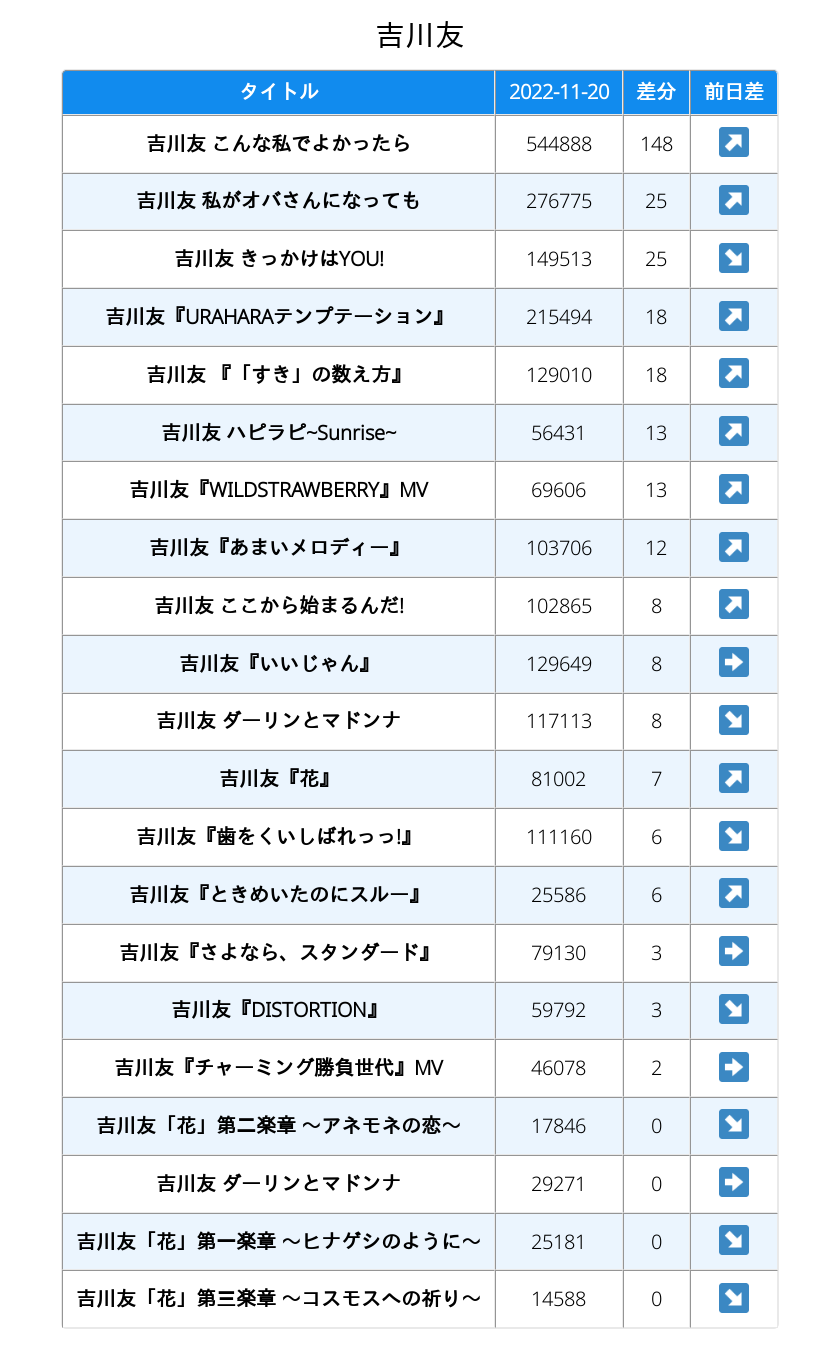 吉川友
タイトル 2022-11-20 差分 前日差
吉川友 こんな私でよかったら 544888 148 ↗
吉川友 私がオバさんになっても 276775 25 ↗
吉川友 きっかけはYOU! 149513 25 ↘
吉川友『URAHARAテンプテーション』 215494 18 ↗
吉川友 『「すき」の数え方』 129010 18 ↗
吉川友 ハピラピ~Sunrise~ 56431 13 ↗
吉川友『WILDSTRAWBERRY』MV 69606 13 ↗
吉川友『あまいメロディー』 103706 12 ↗
吉川友 ここから始まるんだ! 102865 8 ↗
吉川友『いいじゃん』 129649 8 ➡
吉川友 ダーリンとマドンナ 117113 8 ↘
吉川友『花』 81002 7 ↗
吉川友『歯をくいしばれっっ!』 111160 6 ↘
吉川友『ときめいたのにスルー』 25586 6 ↗
吉川友『さよなら、スタンダード』 79130 3 ➡
吉川友『DISTORTION』 59792 3 ↘
吉川友『チャーミング勝負世代』MV 46078 2 ➡
吉川友「花」第二楽章 〜アネモネの恋〜 17846 0 ↘
吉川友 ダーリンとマドンナ 29271 0 ➡
吉川友「花」第一楽章 〜ヒナゲシのように〜 25181 0 ↘
吉川友「花」第三楽章 〜コスモスへの祈り〜 14588 0 ↘